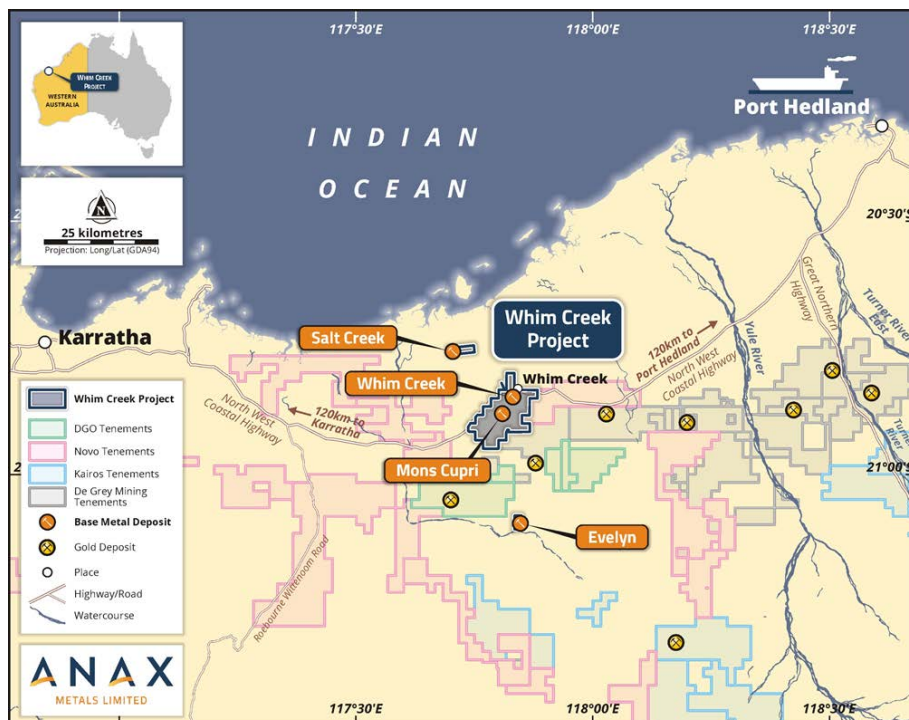 117°30'E
118°00'E
118°30'E
WHIM CREEK
PROJECT
WESTERN
AUSTRALIA
INDIAN
OCEAN
Port Hedland
N
25 kilometres
Projection: Long/Lat (GDA94)
20°30'S
Karratha
Salt Creek
Whim Creek
Project
Whim Creek
Whim Creek
120km to
Port Hedland
North West
Coastal Highway
Yule River
Great Northern
Highway
Turner River
East
Turner
River
North West
Coastal Highway
120km to
Karratha
Mons Cupri
21°00'S
Evelyn
Roebourne Wittenoom Road
Whim Creek Project
DGO Tenements
Novo Tenements
Kairos Tenements
De Grey Mining
Tenements
Base Metal Deposit
Gold Deposit
Place
Highway/Road
Watercourse
ANAX
METALS LIMITED
117°30'E
118°00'E
118°30'E